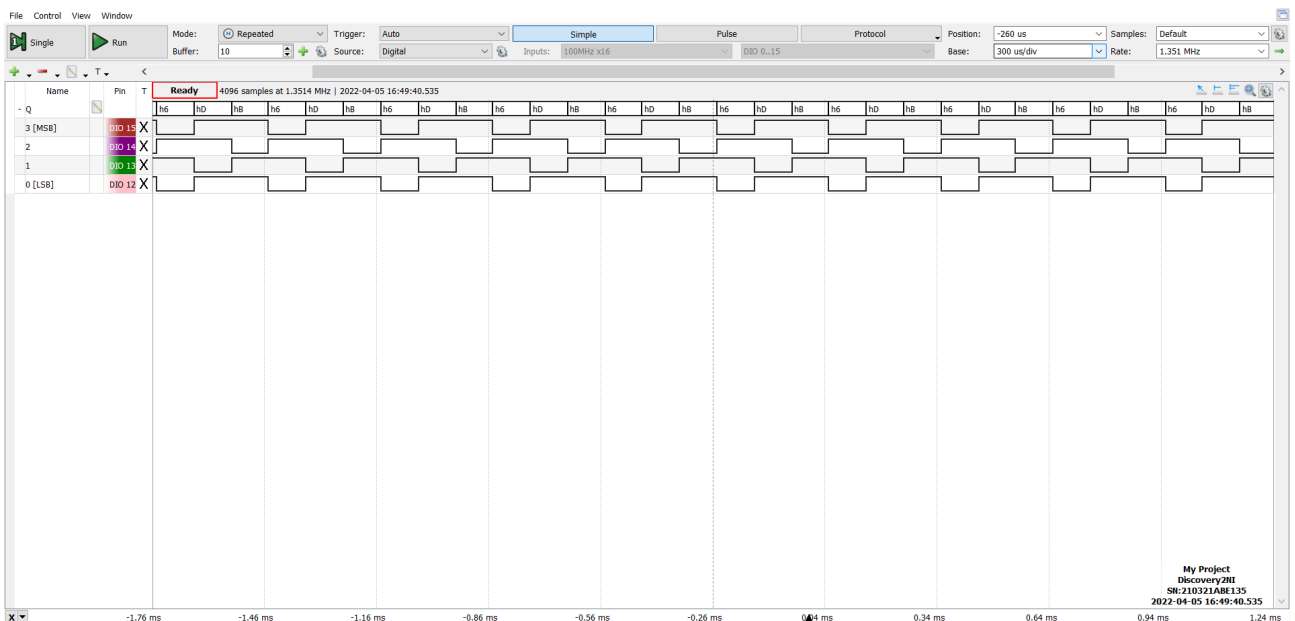 File Control View Window
Single Run Mode: Repeated Trigger: Auto Simple Pulse Protocol Position: -260 us Samples: Default
Buffer: 10 Source: Digital Inputs: 100MHz x16 DIO 0..15 Base: 300 us/div Rate: 1.351 MHz
T
Name Pin T Ready 4096 samples at 1.3514 MHz | 2022-04-05 16:49:40.535
- Q h6 hD hB h6 hD hB h6 hD hB h6 hD hB h6 hD hB h6 hD hB h6 hD hB h6 hD hB h6 hD hB h6 hD hB
3 [MSB] DIO 15 X
2 DIO 14 X
1 DIO 13 X
0 [LSB] DIO 12 X
My Project
Discovery2NI
SN:210321ABE135
2022-04-05 16:49:40.535
X -1.76 ms -1.46 ms -1.16 ms -0.86 ms -0.56 ms -0.26 ms 0.04 ms 0.34 ms 0.64 ms 0.94 ms 1.24 ms